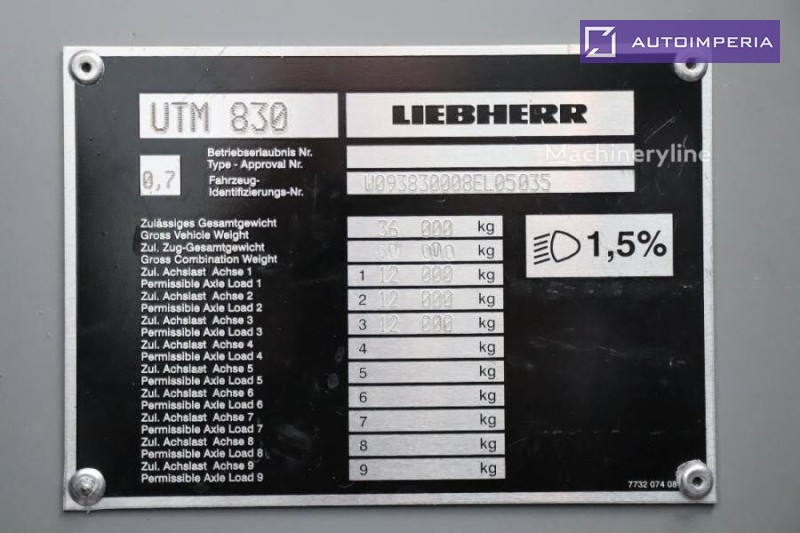 AUTOIMPERIA
UTM 830
LIEBHERR
Betriebserlaubnis Nr.
Type - Approval Nr.
Machineryline
0,7
Fahrzeug-
Identifizierungs-Nr.
W093830008EL05035
Zulässiges Gesamtgewicht
Gross Vehicle Weight
36 000 kg
Zul. Zug-Gesamtgewicht
Gross Combination Weight
kg
1,5%
Zul. Achslast Achse 1
Permissible Axle Load 1
1 12 000 kg
Zul. Achslast Achse 2
Permissible Axle Load 2
2 12 000 kg
Zul. Achslast Achse 3
Permissible Axle Load 3
3 12 000 kg
Zul. Achslast Achse 4
Permissible Axle Load 4
4 kg
Zul. Achslast Achse 5
Permissible Axle Load 5
5 kg
Zul. Achslast Achse 6
Permissible Axle Load 6
6 kg
Zul. Achslast Achse 7
Permissible Axle Load 7
7 kg
Zul. Achslast Achse 8
Permissible Axle Load 8
8 kg
Zul. Achslast Achse 9
Permissible Axle Load 9
9 kg
7732 074 08